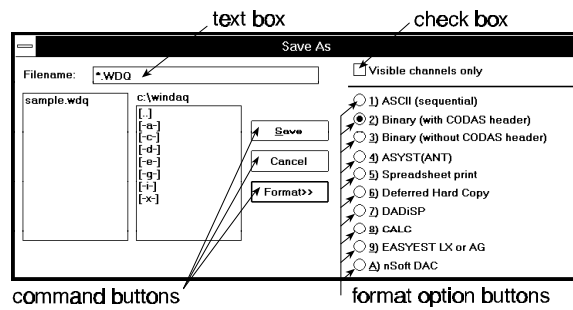 text box
check box
Save As
Filename:
*.WDQ
Visible channels only
sample.wdq
c:\windaq
[..]
[-a-]
[-c-]
[-d-]
[-e-]
[-g-]
[-i-]
[-x-]
Save
Cancel
Format>>
1) ASCII (sequential)
2) Binary (with CODAS header)
3) Binary (without CODAS header)
4) ASYST(ANT)
5) Spreadsheet print
6) Deferred Hard Copy
7) DADiSP
8) CALC
9) EASYEST LX or AG
A) nSoft DAC
command buttons
format option buttons